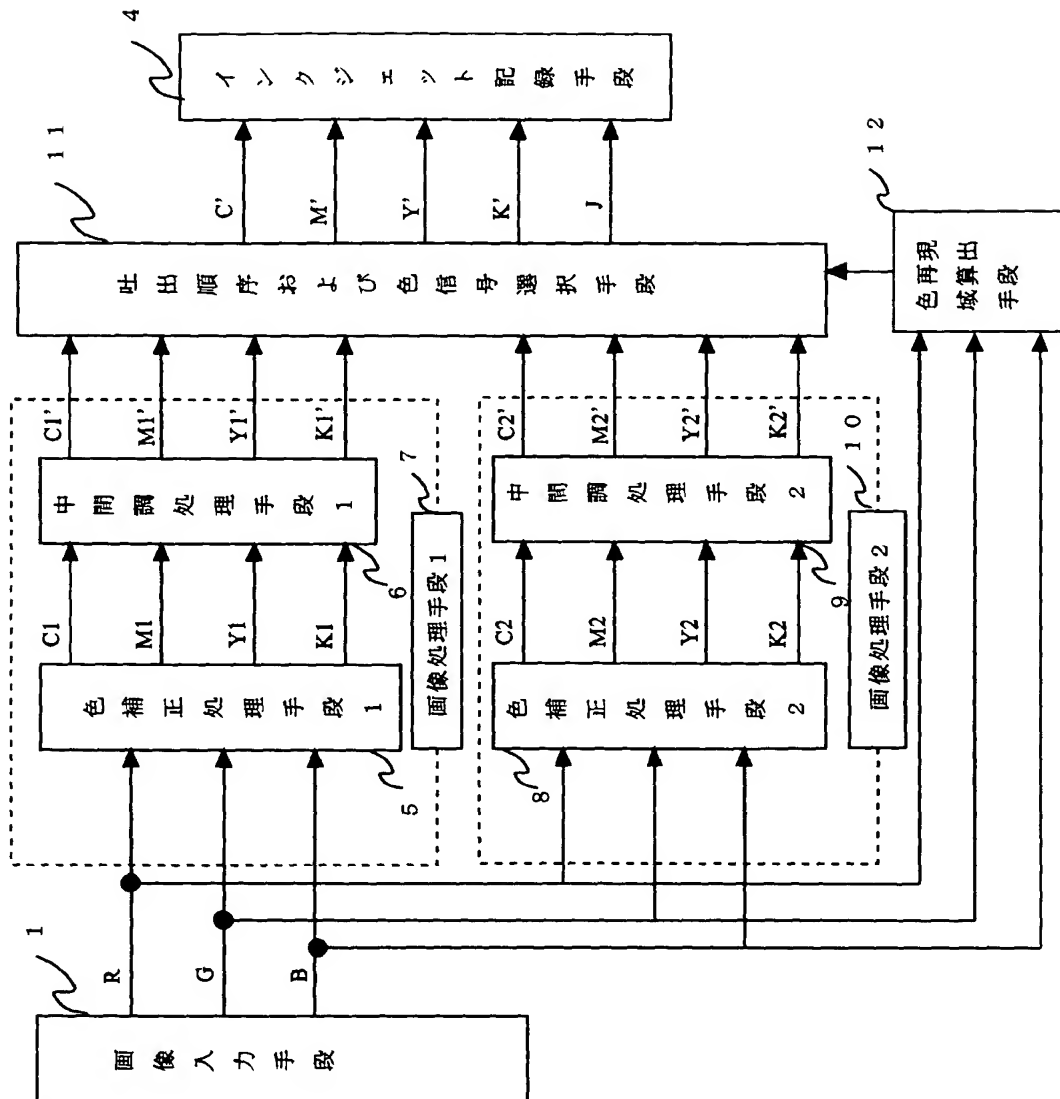 画像入力手段
1
R
G
B
色補正処理手段1
5
C1
M1
Y1
K1
中間調処理手段1
6
画像処理手段1
7
C1'
M1'
Y1'
K1'
色補正処理手段2
8
C2
M2
Y2
K2
中間調処理手段2
9
画像処理手段2
10
C2'
M2'
Y2'
K2'
吐出順序および色信号選択手段
11
色再現
域算出
手段
12
C'
M'
Y'
K'
J
インクジェット記録手段
4